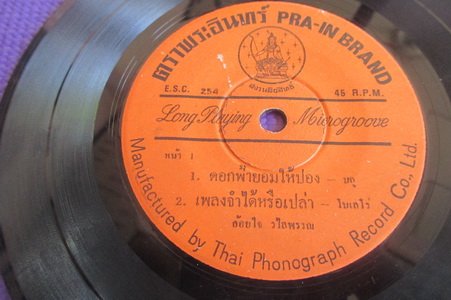 ตราพระอินทร์ PRA-IN BRAND
E.S.C. 254 45 R.P.M.
Long Playing Microgroove
หน้า 1
1. ดอกฟ้ายอมให้ปอง -
2. เพลงจำได้หรือเปล่า -
Manufactured by Thai Phonograph Record Co., Ltd.